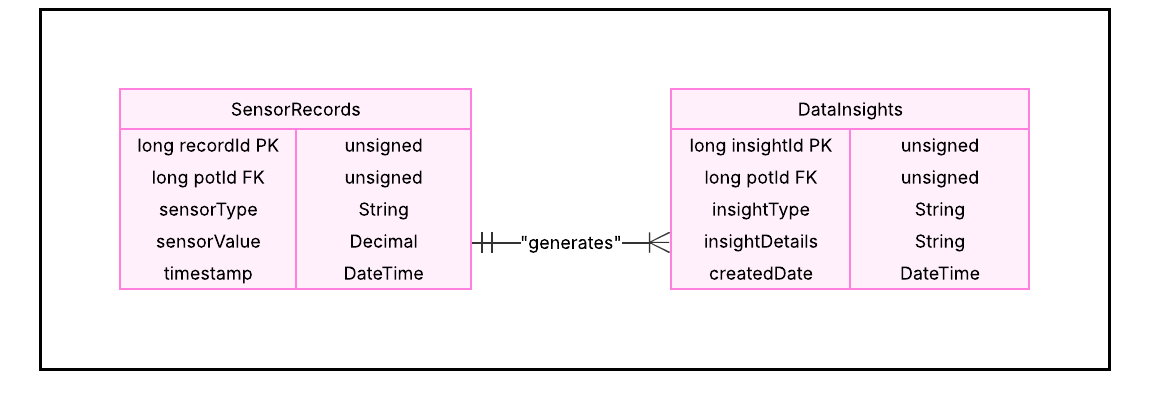 SensorRecords
long recordId PK unsigned
long potId FK unsigned
sensorType String
sensorValue Decimal
timestamp DateTime
"generates"
DataInsights
long insightId PK unsigned
long potId FK unsigned
insightType String
insightDetails String
createdDate DateTime